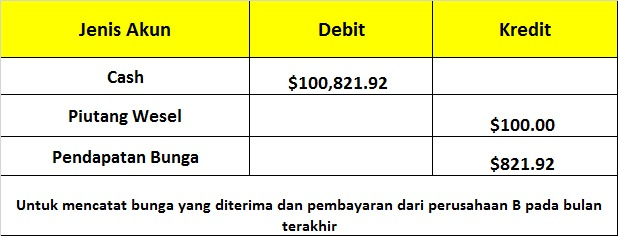 Jenis Akun Debit Kredit
Cash $100,821.92
Piutang Wesel $100.00
Pendapatan Bunga $821.92
Untuk mencatat bunga yang diterima dan pembayaran dari perusahaan B pada bulan
terakhir